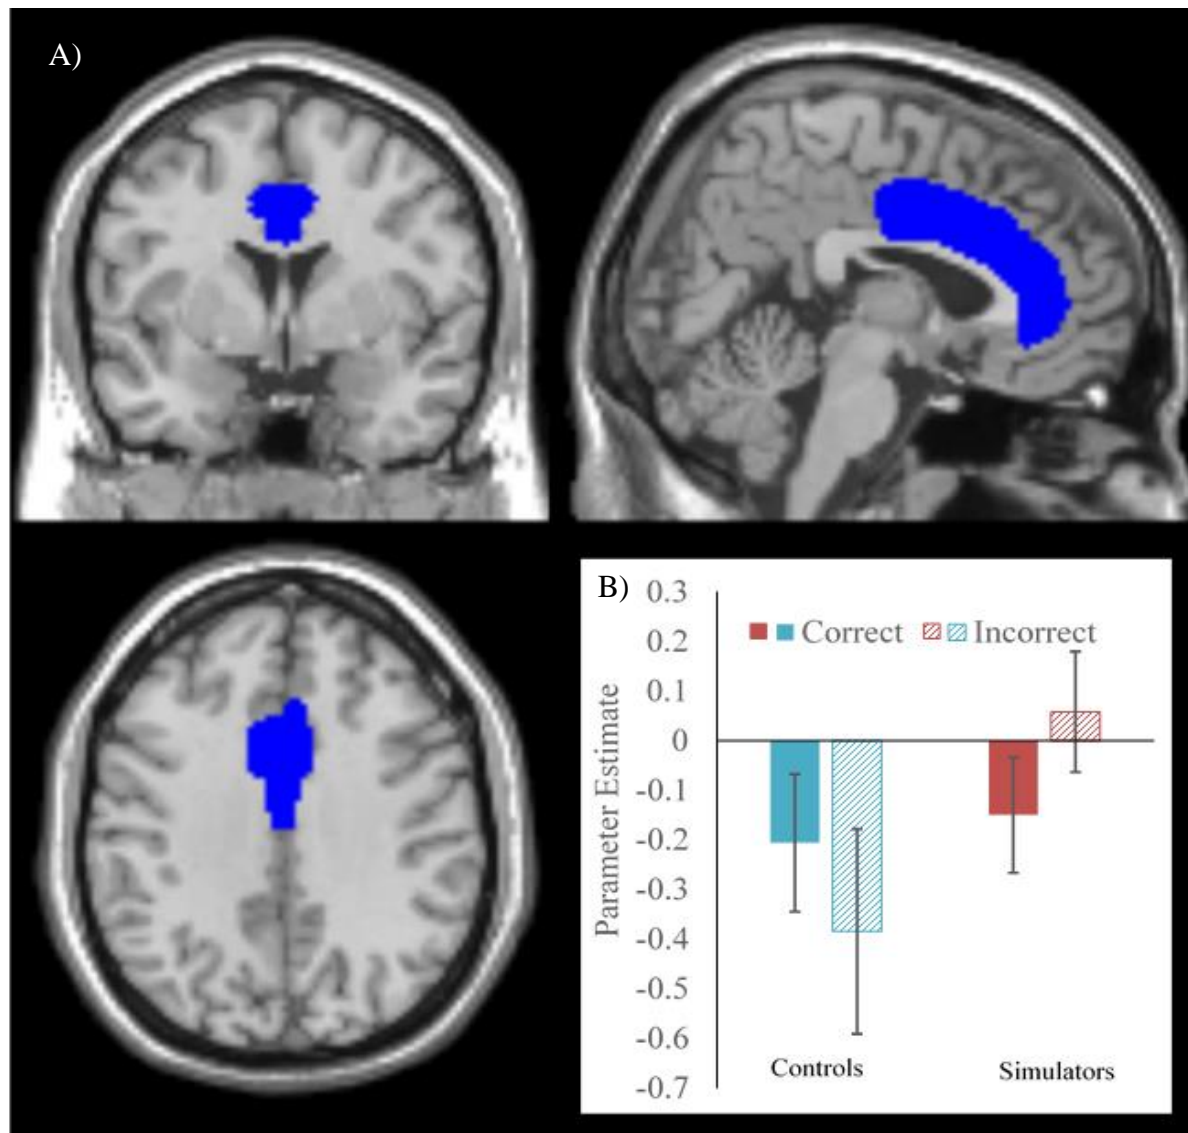 A)
B)
0.3
0.2
0.1
0
-0.1
-0.2
-0.3
-0.4
-0.5
-0.6
-0.7
Parameter Estimate
Correct Incorrect
Controls
Simulators